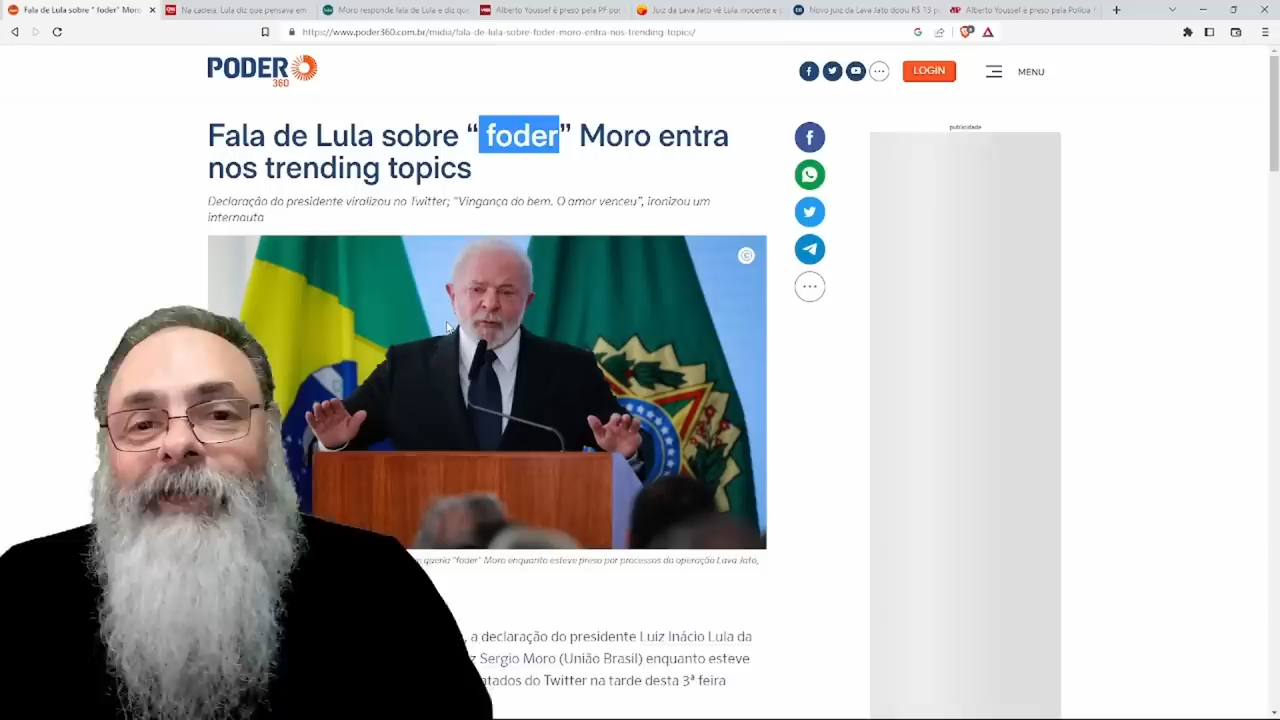 Fala de Lula sobre " foder" Moro
Na cadeia, Lula diz que pensava em
Moro responde fala de Lula e diz que
Alberto Youssef é preso pela PF por
Juiz da Lava Jato vê Lula inocente e
Novo juiz da Lava Jato doou R$ 13 p
Alberto Youssef é preso pela Polícia
https://www.poder360.com.br/midia/fala-de-lula-sobre-foder-moro-entra-nos-trending-topics/
PODER
360
LOGIN
MENU
Fala de Lula sobre “ foder” Moro entra
nos trending topics
Declaração do presidente viralizou no Twitter; “Vingança do bem. O amor venceu”, ironizou um
internauta
publicidade
queria “foder” Moro enquanto esteve preso por processos da operação Lava Jato,
, a declaração do presidente Luiz Inácio Lula da
Sergio Moro (União Brasil) enquanto esteve
ntados do Twitter na tarde desta 3ª feira